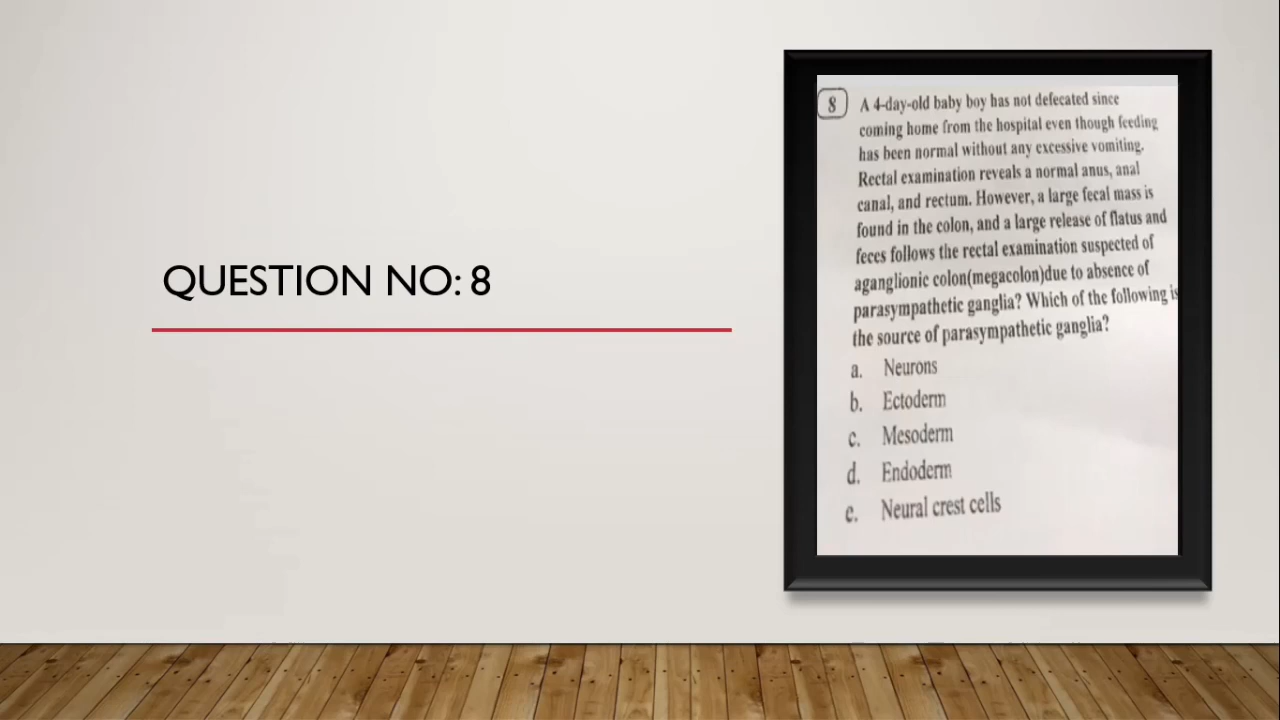 QUESTION NO: 8
8 A 4-day-old baby boy has not defecated since
coming home from the hospital even though feeding
has been normal without any excessive vomiting.
Rectal examination reveals a normal anus, anal
canal, and rectum. However, a large fecal mass is
found in the colon, and a large release of flatus and
feces follows the rectal examination suspected of
aganglionic colon(megacolon)due to absence of
parasympathetic ganglia? Which of the following is
the source of parasympathetic ganglia?
a. Neurons
b. Ectoderm
c. Mesoderm
d. Endoderm
e. Neural crest cells